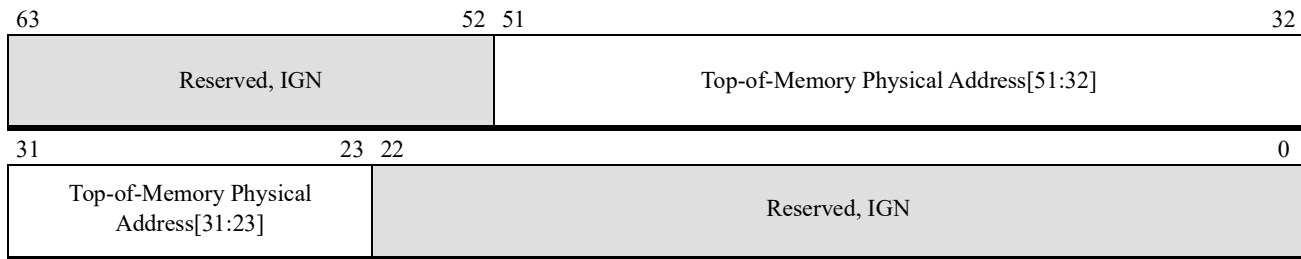 63 52 51 32
Reserved, IGN Top-of-Memory Physical Address[51:32]
31 23 22 0
Top-of-Memory Physical
Address[31:23]
Reserved, IGN